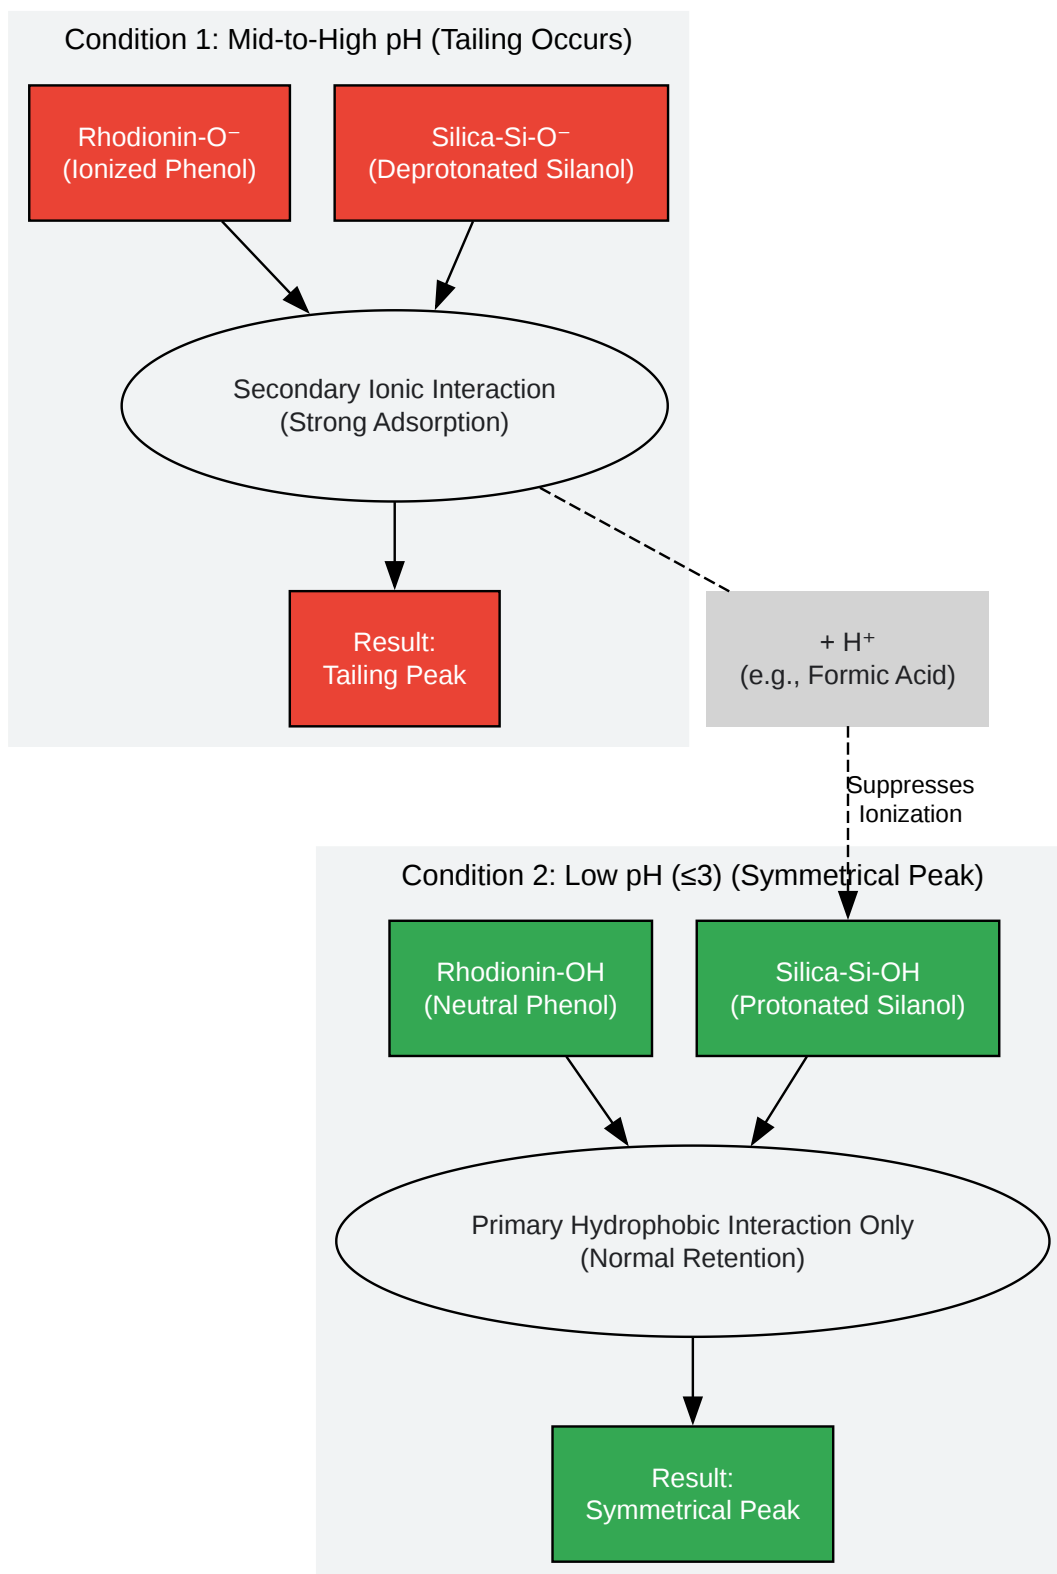 Condition 1: Mid-to-High pH (Tailing Occurs)
Rhodionin-O⁻
(Ionized Phenol)
Silica-Si-O⁻
(Deprotonated Silanol)
Secondary Ionic Interaction
(Strong Adsorption)
Result:
Tailing Peak
+ H⁺
(e.g., Formic Acid)
Suppresses
Ionization
Condition 2: Low pH (≤3) (Symmetrical Peak)
Rhodionin-OH
(Neutral Phenol)
Silica-Si-OH
(Protonated Silanol)
Primary Hydrophobic Interaction Only
(Normal Retention)
Result:
Symmetrical Peak